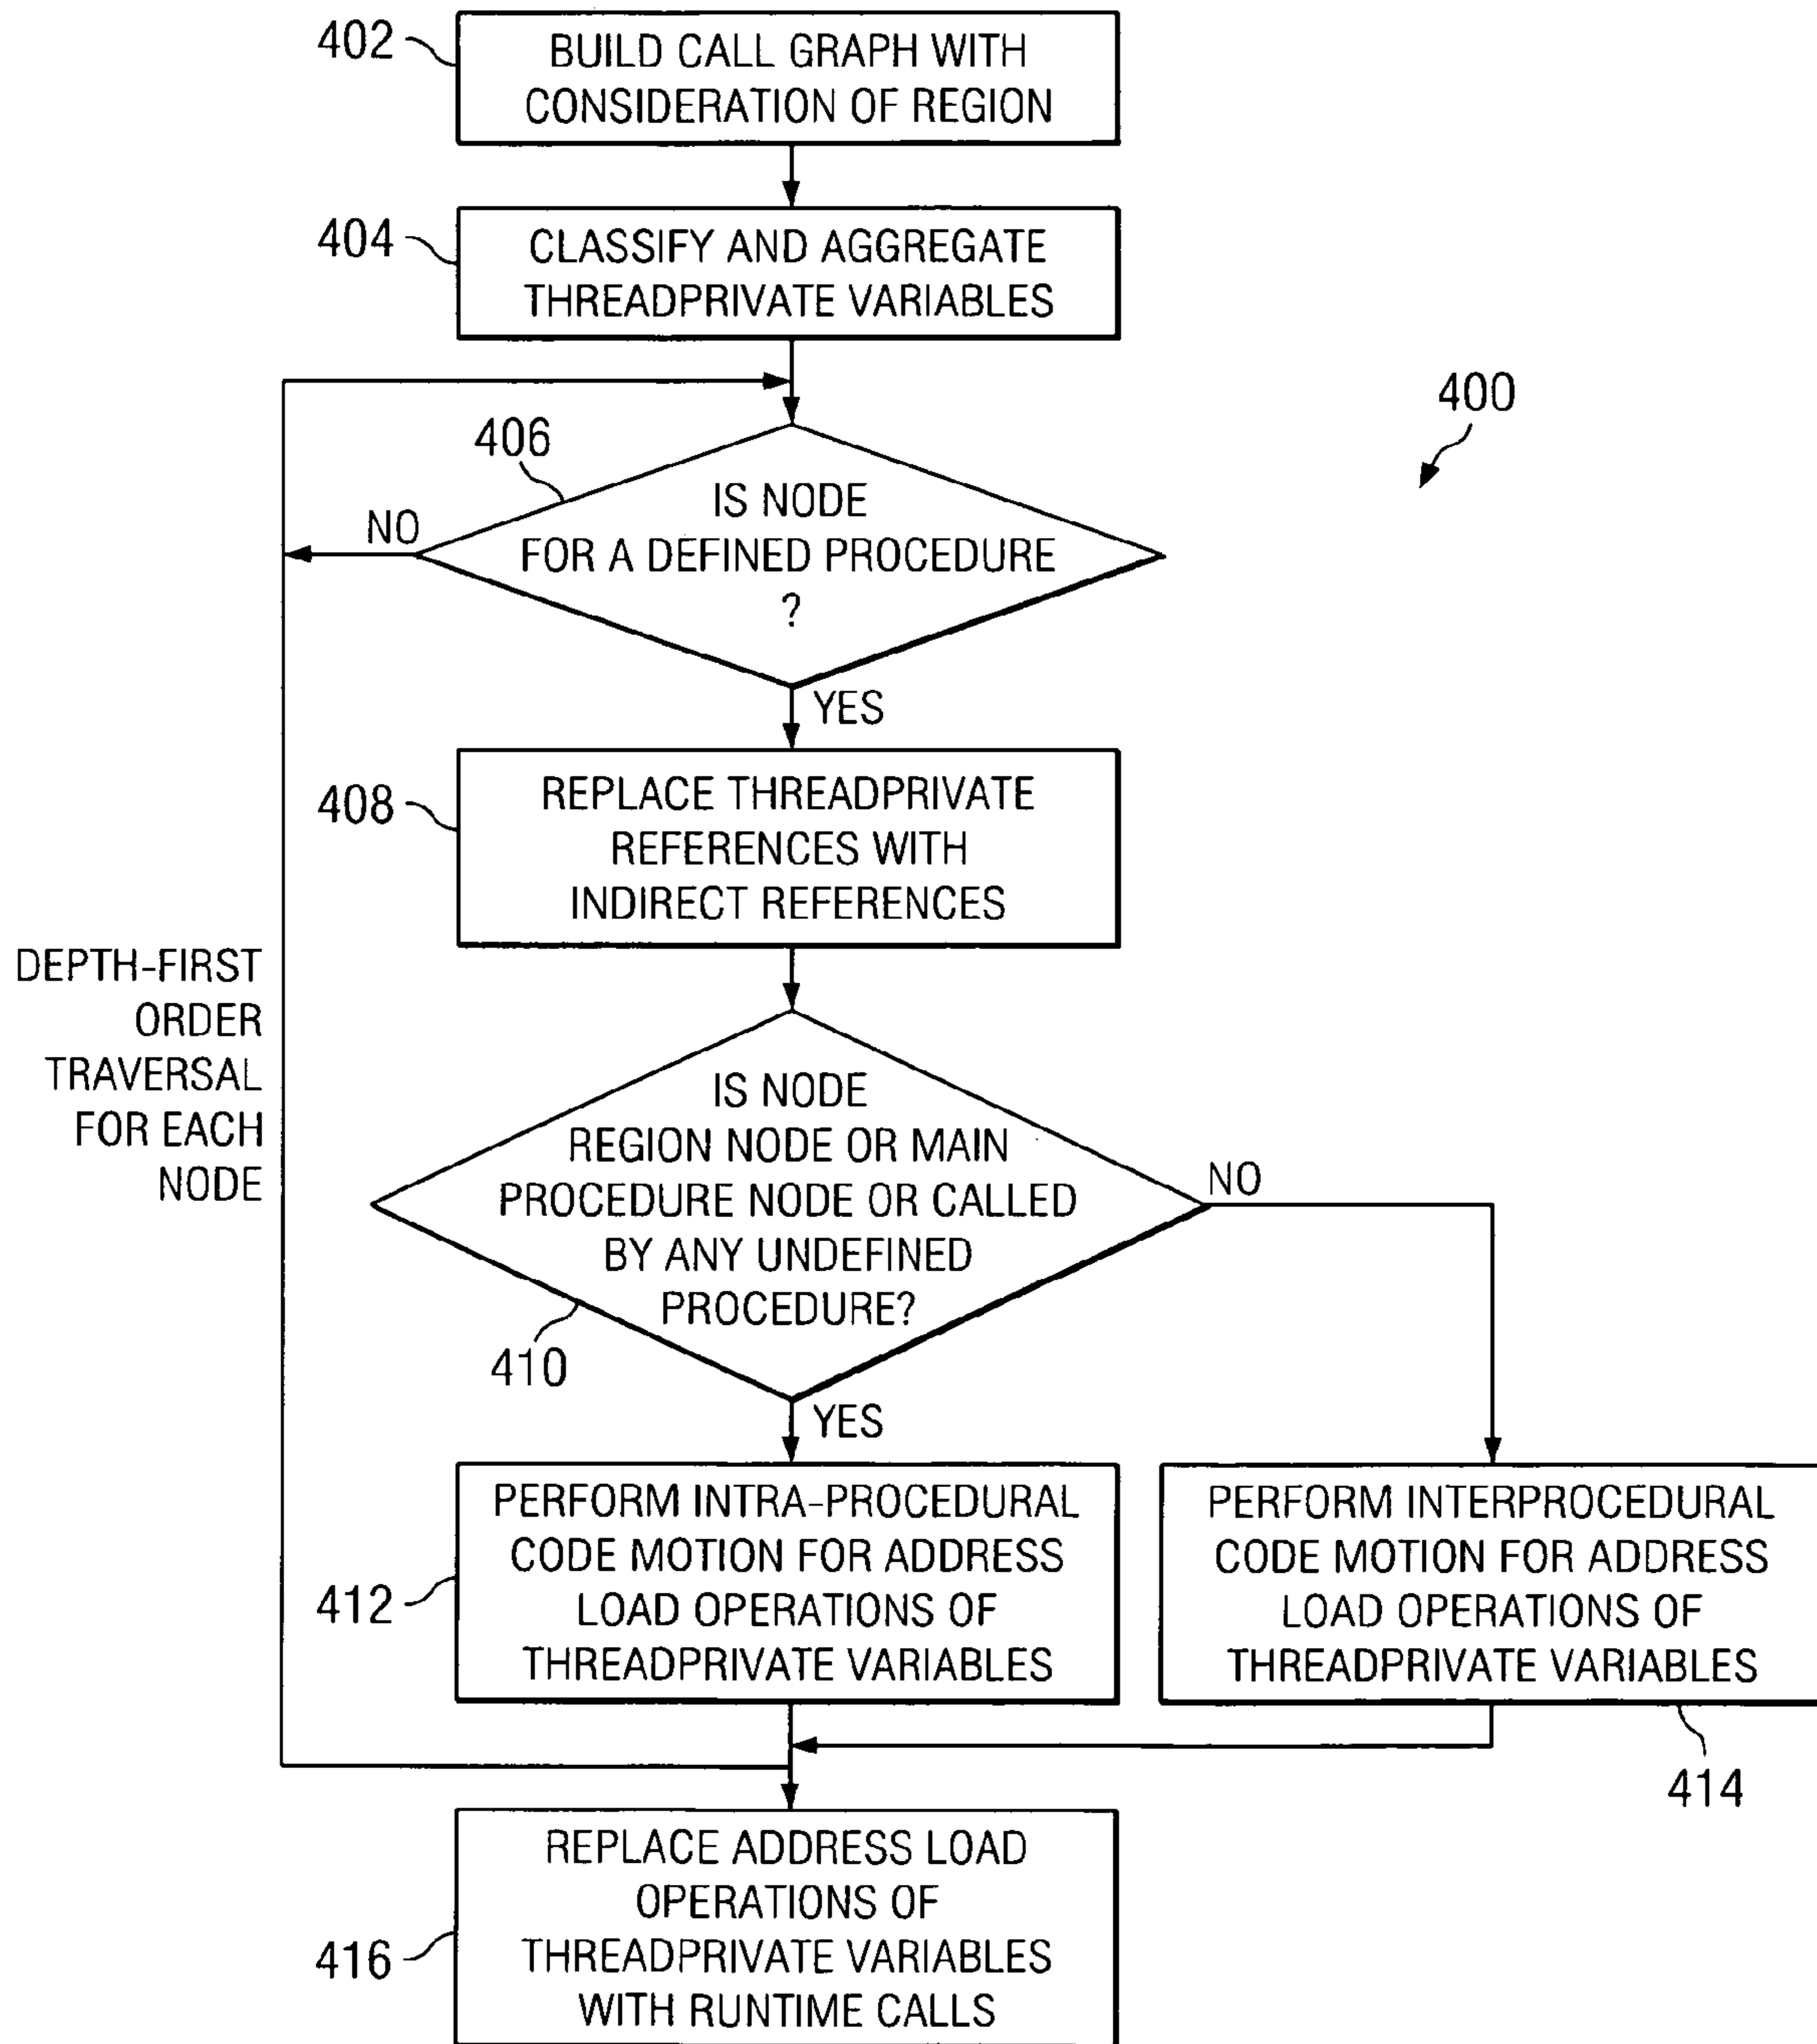 402
BUILD CALL GRAPH WITH
CONSIDERATION OF REGION
404
CLASSIFY AND AGGREGATE
THREADPRIVATE VARIABLES
400
406
IS NODE
FOR A DEFINED PROCEDURE
?
NO
YES
408
REPLACE THREADPRIVATE
REFERENCES WITH
INDIRECT REFERENCES
DEPTH-FIRST
ORDER
TRAVERSAL
FOR EACH
NODE
IS NODE
REGION NODE OR MAIN
PROCEDURE NODE OR CALLED
BY ANY UNDEFINED
PROCEDURE?
NO
410
YES
412
PERFORM INTRA-PROCEDURAL
CODE MOTION FOR ADDRESS
LOAD OPERATIONS OF
THREADPRIVATE VARIABLES
PERFORM INTERPROCEDURAL
CODE MOTION FOR ADDRESS
LOAD OPERATIONS OF
THREADPRIVATE VARIABLES
414
416
REPLACE ADDRESS LOAD
OPERATIONS OF
THREADPRIVATE VARIABLES
WITH RUNTIME CALLS